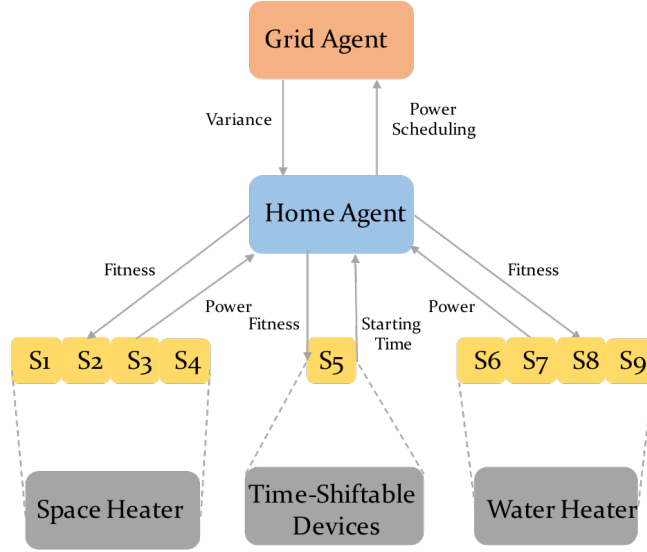 Grid Agent
Variance
Power
Scheduling
Home Agent
Fitness
Power
Fitness
Starting
Time
Power
Fitness
S1 S2 S3 S4
S5
S6 S7 S8 S9
Space Heater
Time-Shiftable
Devices
Water Heater